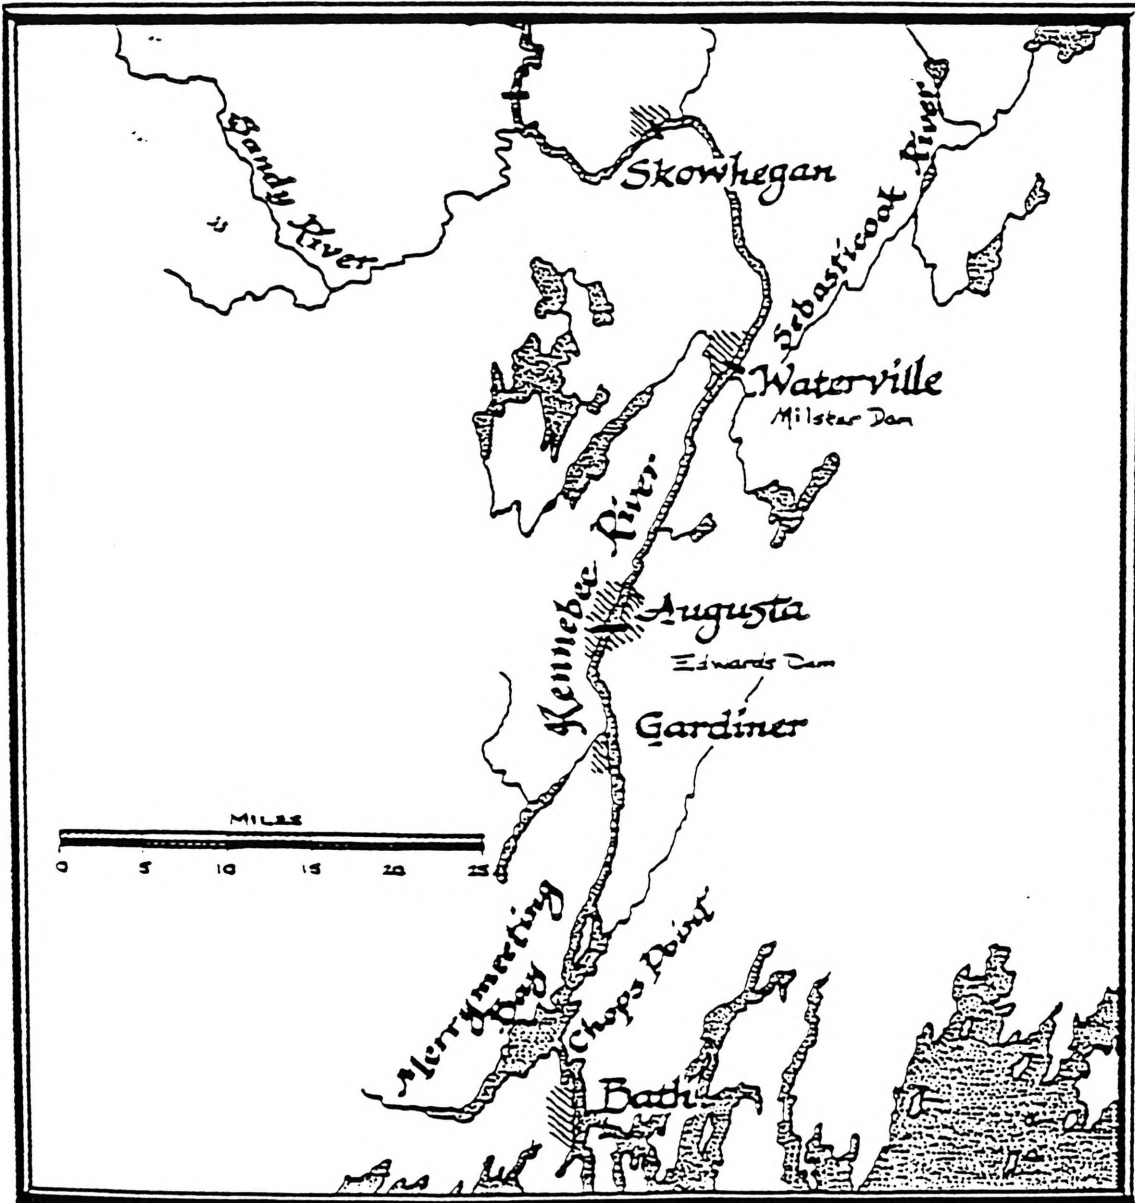 Sandy River
Skowhegan
Sebasticoat River
Waterville
Milstar Dam
Kennebec River
Augusta
Edwards Dam
Gardiner
MILES
0 5 10 15 20 25
Merrymeeting Bay
Chops Point
Bath